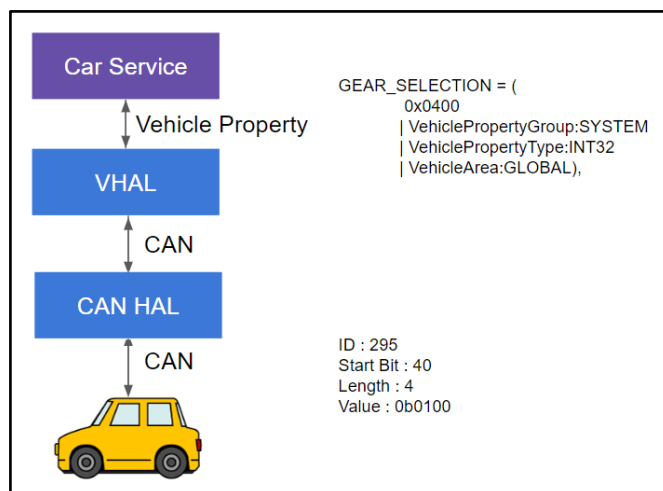 Car Service
Vehicle Property
VHAL
CAN
CAN HAL
CAN
GEAR_SELECTION = (
0x0400
| VehiclePropertyGroup:SYSTEM
| VehiclePropertyType:INT32
| VehicleArea:GLOBAL),
ID : 295
Start Bit : 40
Length : 4
Value : 0b0100